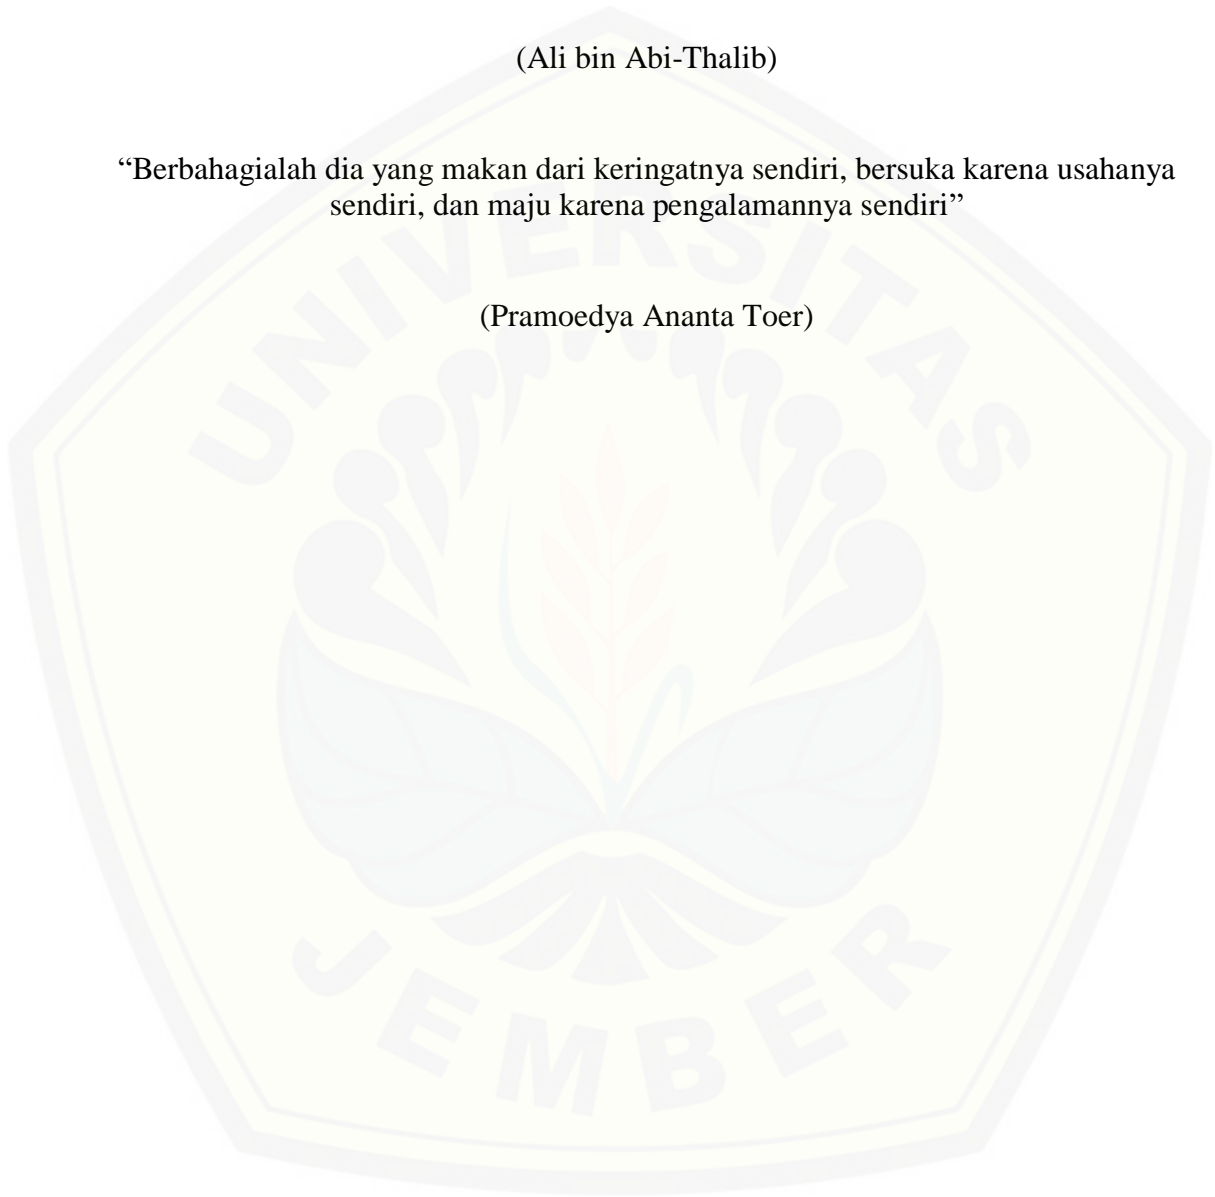 (Ali bin Abi-Thalib)
“Berbahagialah dia yang makan dari keringatnya sendiri, bersuka karena usahanya
sendiri, dan maju karena pengalamannya sendiri”
(Pramoedya Ananta Toer)
UNIVERSITAS
JEMBER